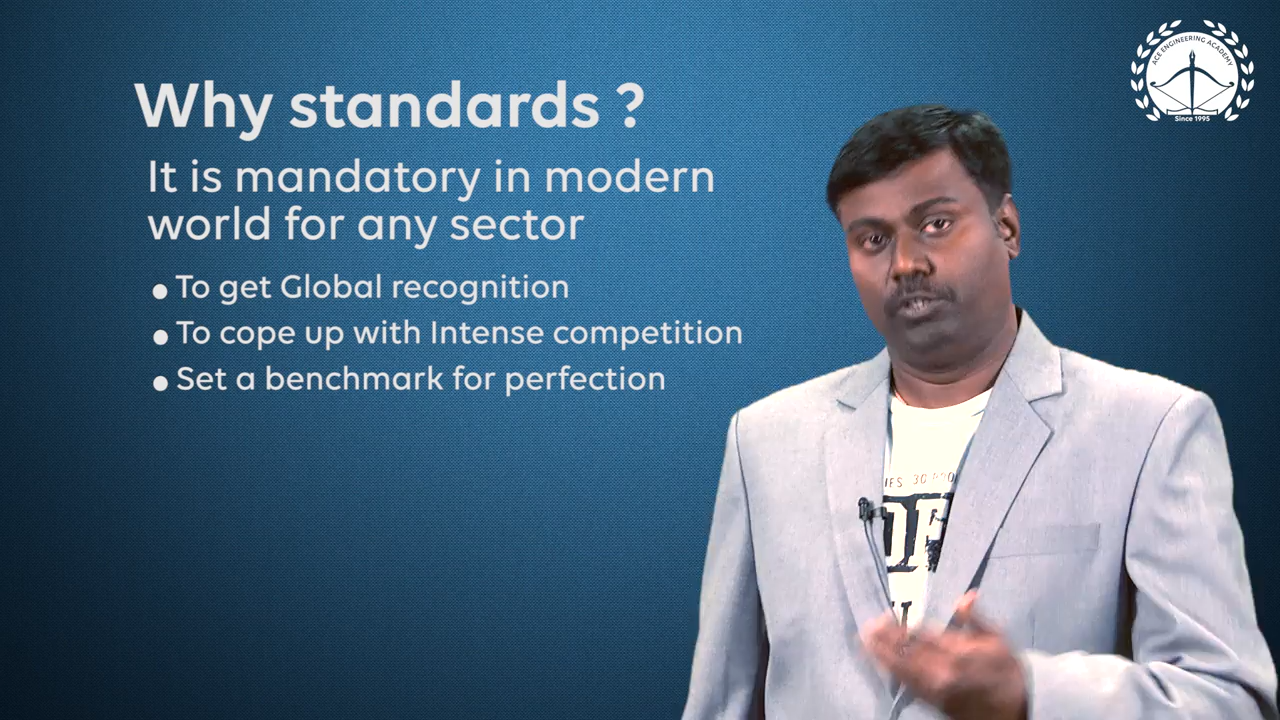 ACE ENGINEERING ACADEMY
Since 1995
Why standards ?
It is mandatory in modern
world for any sector
To get Global recognition
To cope up with Intense competition
Set a benchmark for perfection